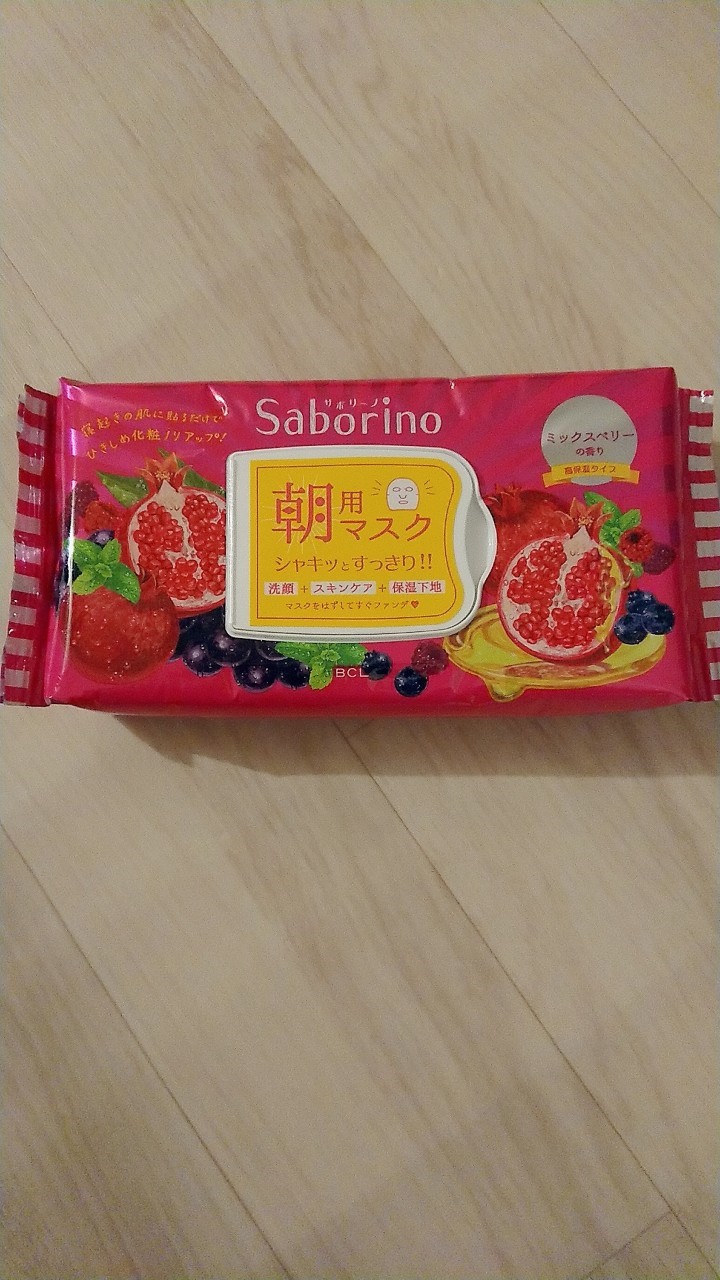 寝起きの肌に貼るだけで
ひきしめ化粧ノリアップ!
サボリーノ
Saborino
ミックスベリー
の香り
高保湿タイプ
朝用マスク
シャキッとすっきり!!
洗顔+スキンケア+保湿下地
マスクをはずしてすぐファンデ♥
BCL